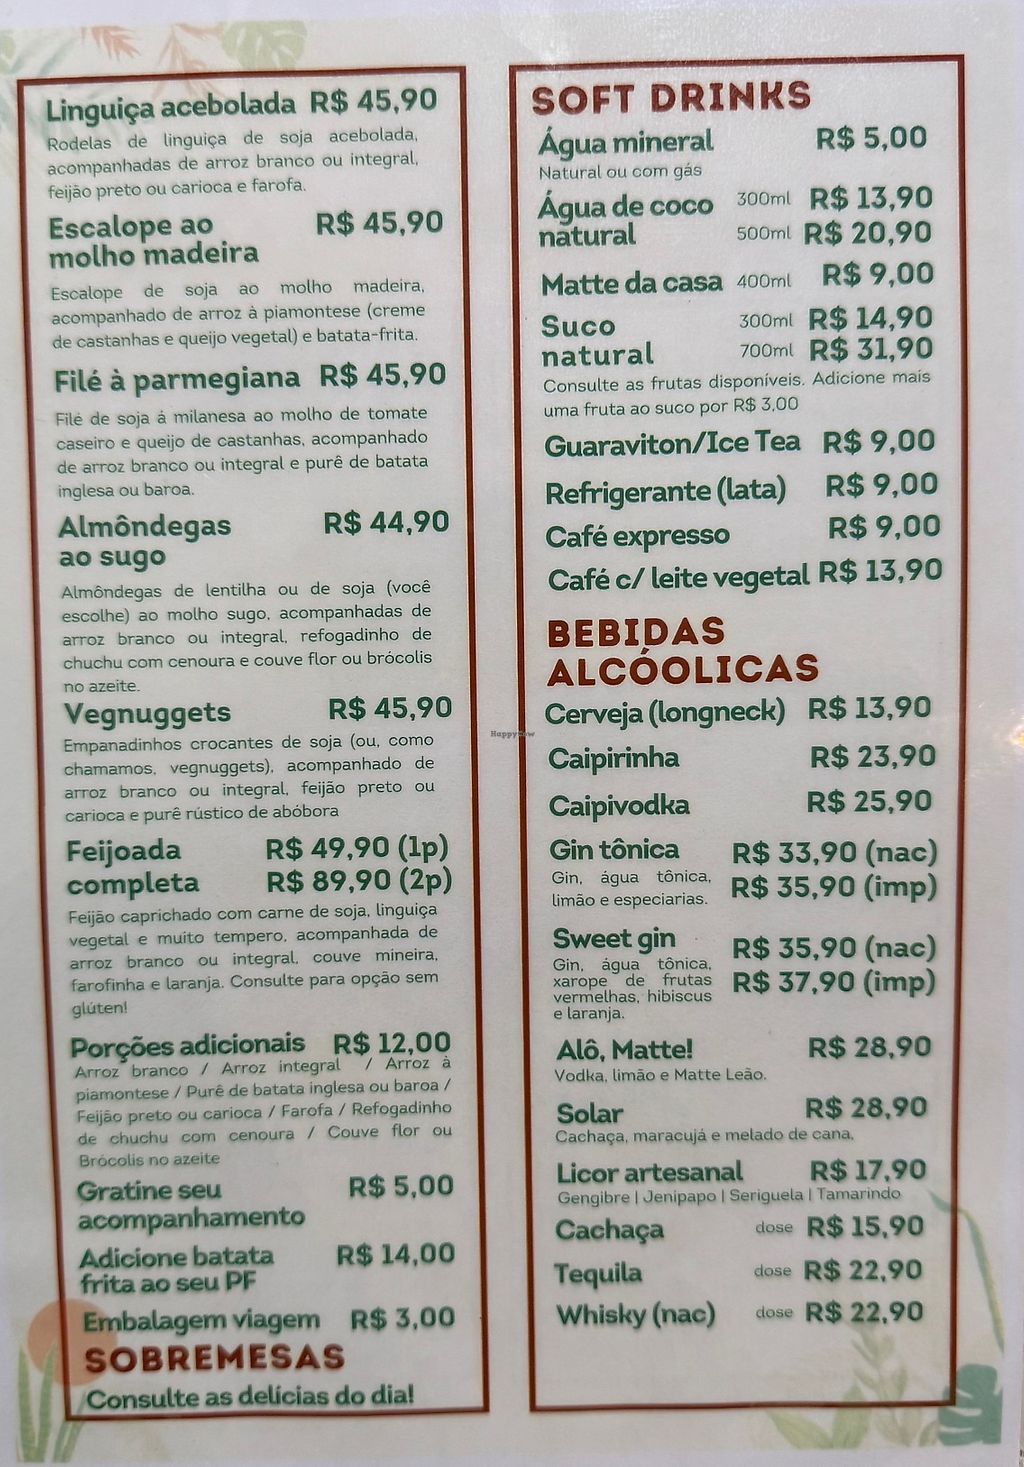 Linguiça acebolada R$ 45,90
Rodelas de linguiça de soja acebolada,
acompanhadas de arroz branco ou integral,
feijão preto ou carioca e farofa.
Escalope ao R$ 45,90
molho madeira
Escalope de soja ao molho madeira,
acompanhado de arroz à piamontese (creme
de castanhas e queijo vegetal) e batata-frita.
Filé à parmegiana R$ 45,90
Filé de soja á milanesa ao molho de tomate
caseiro e queijo de castanhas, acompanhado
de arroz branco ou integral e purê de batata
inglesa ou baroa.
Almôndegas R$ 44,90
ao sugo
Almôndegas de lentilha ou de soja (você
escolhe) ao molho sugo, acompanhadas de
arroz branco ou integral, refogadinho de
chuchu com cenoura e couve flor ou brócolis
no azeite.
Vegnuggets R$ 45,90
Empanadinhos crocantes de soja (ou, como
chamamos, vegnuggets), acompanhado de
arroz branco ou integral, feijão preto ou
carioca e purê rústico de abóbora
Feijoada R$ 49,90 (1p)
completa R$ 89,90 (2p)
Feijão caprichado com carne de soja, linguiça
vegetal e muito tempero, acompanhada de
arroz branco ou integral, couve mineira,
farofinha e laranja. Consulte para opção sem
glúten!
Porções adicionais R$ 12,00
Arroz branco / Arroz integral / Arroz à
piamontese / Purê de batata inglesa ou baroa /
Feijão preto ou carioca / Farofa / Refogadinho
de chuchu com cenoura / Couve flor ou
Brócolis no azeite
Gratine seu R$ 5,00
acompanhamento
Adicione batata R$ 14,00
frita ao seu PF
Embalagem viagem R$ 3,00
SOBREMESAS
Consulte as delícias do dia!
SOFT DRINKS
Água mineral R$ 5,00
Natural ou com gás
Água de coco 300ml R$ 13,90
natural 500ml R$ 20,90
Matte da casa 400ml R$ 9,00
Suco 300ml R$ 14,90
natural 700ml R$ 31,90
Consulte as frutas disponíveis. Adicione mais
uma fruta ao suco por R$ 3,00
Guaraviton/Ice Tea R$ 9,00
Refrigerante (lata) R$ 9,00
Café expresso R$ 9,00
Café c/ leite vegetal R$ 13,90
BEBIDAS
ALCÓOLICAS
Cerveja (longneck) R$ 13,90
Caipirinha R$ 23,90
Caipivodka R$ 25,90
Gin tônica R$ 33,90 (nac)
Gin, água tônica, R$ 35,90 (imp)
limão e especiarias.
Sweet gin R$ 35,90 (nac)
Gin, água tônica,
xarope de frutas R$ 37,90 (imp)
vermelhas, hibiscus
e laranja.
Alô, Matte! R$ 28,90
Vodka, limão e Matte Leão.
Solar R$ 28,90
Cachaça, maracujá e melado de cana,
Licor artesanal R$ 17,90
Gengibre | Jenipapo | Seriguela | Tamarindo
Cachaça dose R$ 15,90
Tequila dose R$ 22,90
Whisky (nac) dose R$ 22,90
HappyCow